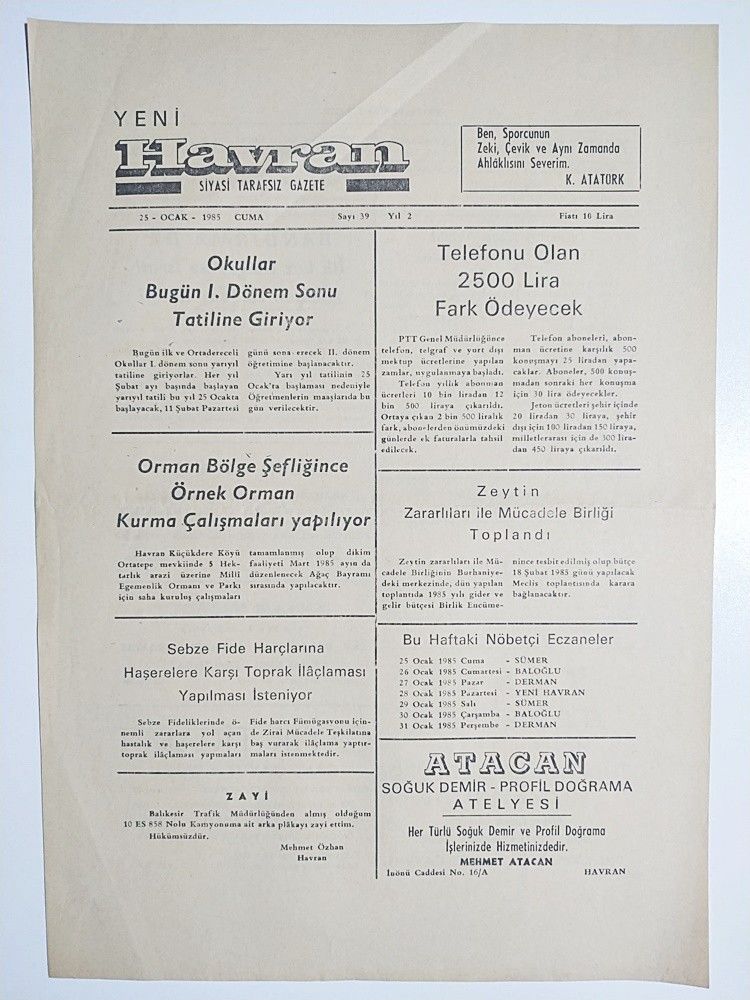 YENİ
Havran
SİYASİ TARAFSIZ GAZETE
Ben, Sporcunun
Zeki, Çevik ve Aynı Zamanda
Ahlâklısını Severim.
K. ATATÜRK
25 - OCAK - 1985 CUMA Sayı 39 Yıl 2 Fiatı 10 Lira
Okullar
Bugün I. Dönem Sonu
Tatiline Giriyor
Bugün ilk ve Ortadereceli
Okullar I. dönem sonu yarıyıl
tatiline giriyorlar. Her yıl
Şubat ayı başında başlayan
yarıyıl tatili bu yıl 25 Ocakta
başlayacak, 11 Şubat Pazartesi
günü sona erecek II. dönem
öğretimine başlanacaktır.
Yarı yıl tatilinin 25
Ocak'ta başlaması nedeniyle
Öğretmenlerin maaşlarıda bu
gün verilecektir.
Orman Bölge Şefliğince
Örnek Orman
Kurma Çalışmaları yapılıyor
Havran Küçükdere Köyü
Ortatepe mevkiinde 5 Hek-
tarlık arazi üzerine Milli
Egemenlik Ormanı ve Parkı
için saha kuruluş çalışmaları
tamamlanmış olup dikim
faaliyeti Mart 1985 ayın da
düzenlenecek Ağaç Bayramı
sırasında yapılacaktır.
Sebze Fide Harçlarına
Haşerelere Karşı Toprak İlâçlaması
Yapılması İsteniyor
Sebze Fideliklerinde ö-
nemli zararlara yol açan
hastalık ve haşerelere karşı
toprak ilâçlaması yapmaları
Fide harcı Fümügasyonu için-
de Zirai Mücadele Teşkilatına
baş vurarak ilâçlama yaptır-
maları istenmektedir.
ZAYİ
Balıkesir Trafik Müdürlüğünden almış olduğum
10 ES 858 Nolu Kamyonuma ait arka plâkayı zayi ettim.
Hükümsüzdür.
Mehmet Özhan
Havran
Telefonu Olan
2500 Lira
Fark Ödeyecek
PTT Genel Müdürlüğünce
telefon, telgraf ve yurt dışı
mektup ücretlerine yapılan
zamlar, uygulanmaya başladı.
Telefon yıllık abonman
ücretleri 10 bin liradan 12
bin 500 liraya çıkarıldı.
Ortaya çıkan 2 bin 500 liralık
fark, abonelerden önümüzdeki
günlerde ek faturalarla tahsil
edilecek.
Telefon aboneleri, abon-
man ücretine karşılık 500
konuşmayı 25 liradan yapa-
caklar. Aboneler, 500 konuş-
madan sonraki her konuşma
için 30 lira ödeyecekler.
Jeton ücretleri şehir içinde
20 liradan 30 liraya, şehir
dışı için 100 liradan 150 liraya,
milletlerarası için de 300 lira-
dan 450 liraya çıkarıldı.
Zeytin
Zararlıları ile Mücadele Birliği
Toplandı
Zeytin zararlıları ile Mü-
cadele Birliğinin Burhaniye-
deki merkezinde, dün yapılan
toplantıda 1985 yılı gider ve
gelir bütçesi Birlik Encüme-
nince tesbit edilmiş olup bütçe
18 Şubat 1985 günü yapılacak
Meclis toplantısında karara
bağlanacaktır.
Bu Haftaki Nöbetçi Eczaneler
25 Ocak 1985 Cuma - SÜMER
26 Ocak 1985 Cumartesi - BALOĞLU
27 Ocak 1985 Pazar - DERMAN
28 Ocak 1985 Pazartesi - YENİ HAVRAN
29 Ocak 1985 Salı - SÜMER
30 Ocak 1985 Çarşamba - BALOĞLU
31 Ocak 1985 Perşembe - DERMAN
ATACAN
SOĞUK DEMİR - PROFİL DOĞRAMA
ATELYESİ
Her Türlü Soğuk Demir ve Profil Doğrama
İşlerinizde Hizmetinizdedir.
MEHMET ATACAN
İnönü Caddesi No. 16/A HAVRAN